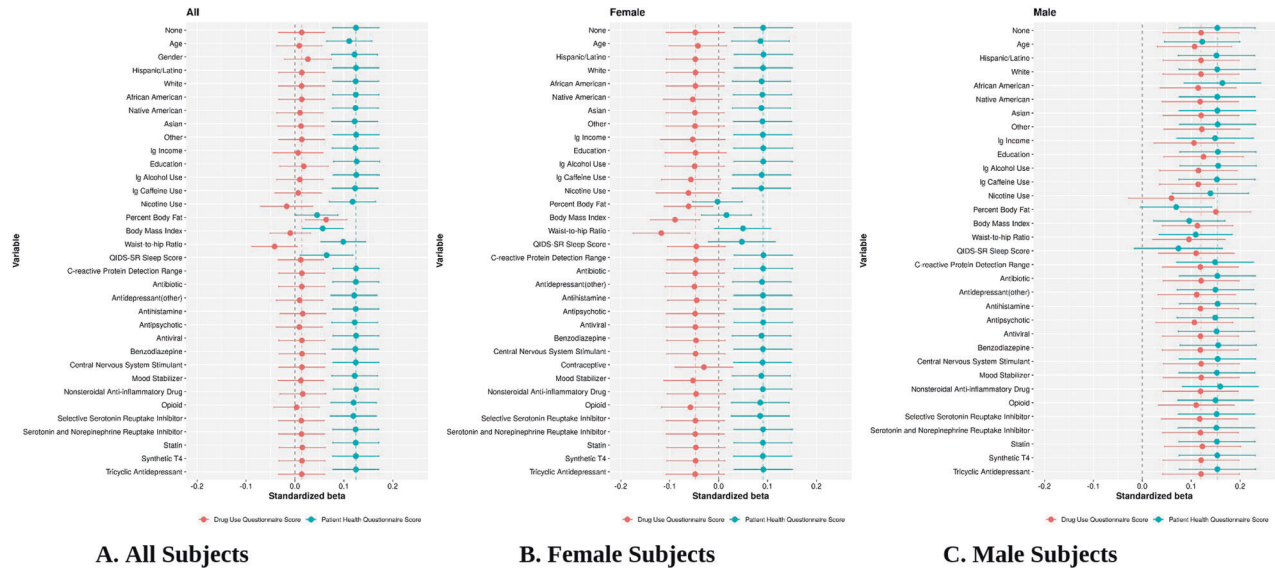 All
Variable
None
Age
Gender
Hispanic/Latino
White
African American
Native American
Asian
Other
lg Income
Education
lg Alcohol Use
lg Caffeine Use
Nicotine Use
Percent Body Fat
Body Mass Index
Waist-to-hip Ratio
QIDS-SR Sleep Score
C-reactive Protein Detection Range
Antibiotic
Antidepressant(other)
Antihistamine
Antipsychotic
Antiviral
Benzodiazepine
Central Nervous System Stimulant
Mood Stabilizer
Nonsteroidal Anti-inflammatory Drug
Opioid
Selective Serotonin Reuptake Inhibitor
Serotonin and Norepinephrine Reuptake Inhibitor
Statin
Synthetic T4
Tricyclic Antidepressant
-0.2 -0.1 0.0 0.1 0.2
Standardized beta
Drug Use Questionnaire Score Patient Health Questionnaire Score
A. All Subjects
Female
Variable
None
Age
Hispanic/Latino
White
African American
Native American
Asian
Other
lg Income
Education
lg Alcohol Use
lg Caffeine Use
Nicotine Use
Percent Body Fat
Body Mass Index
Waist-to-hip Ratio
QIDS-SR Sleep Score
C-reactive Protein Detection Range
Antibiotic
Antidepressant(other)
Antihistamine
Antipsychotic
Antiviral
Benzodiazepine
Central Nervous System Stimulant
Contraceptive
Mood Stabilizer
Nonsteroidal Anti-inflammatory Drug
Opioid
Selective Serotonin Reuptake Inhibitor
Serotonin and Norepinephrine Reuptake Inhibitor
Statin
Synthetic T4
Tricyclic Antidepressant
-0.2 -0.1 0.0 0.1 0.2
Standardized beta
Drug Use Questionnaire Score Patient Health Questionnaire Score
B. Female Subjects
Male
Variable
None
Age
Hispanic/Latino
White
African American
Native American
Asian
Other
lg Income
Education
lg Alcohol Use
lg Caffeine Use
Nicotine Use
Percent Body Fat
Body Mass Index
Waist-to-hip Ratio
QIDS-SR Sleep Score
C-reactive Protein Detection Range
Antibiotic
Antidepressant(other)
Antihistamine
Antipsychotic
Antiviral
Benzodiazepine
Central Nervous System Stimulant
Mood Stabilizer
Nonsteroidal Anti-inflammatory Drug
Opioid
Selective Serotonin Reuptake Inhibitor
Serotonin and Norepinephrine Reuptake Inhibitor
Statin
Synthetic T4
Tricyclic Antidepressant
-0.2 -0.1 0.0 0.1 0.2
Standardized beta
Drug Use Questionnaire Score Patient Health Questionnaire Score
C. Male Subjects